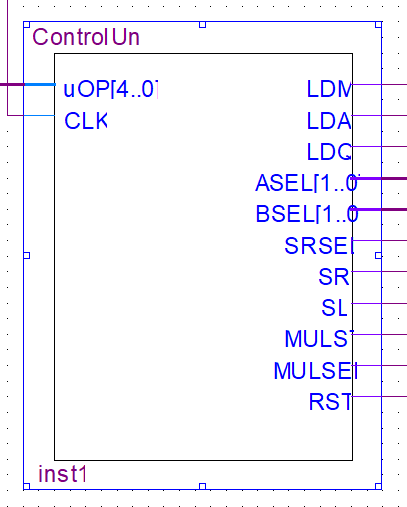 ControlUn
uOP[4..0]
CLK
LDM
LDA
LDQ
ASEL[1..0]
BSEL[1..0
SRSEL
SR
SL
MULST
MULSEL
RST
inst1